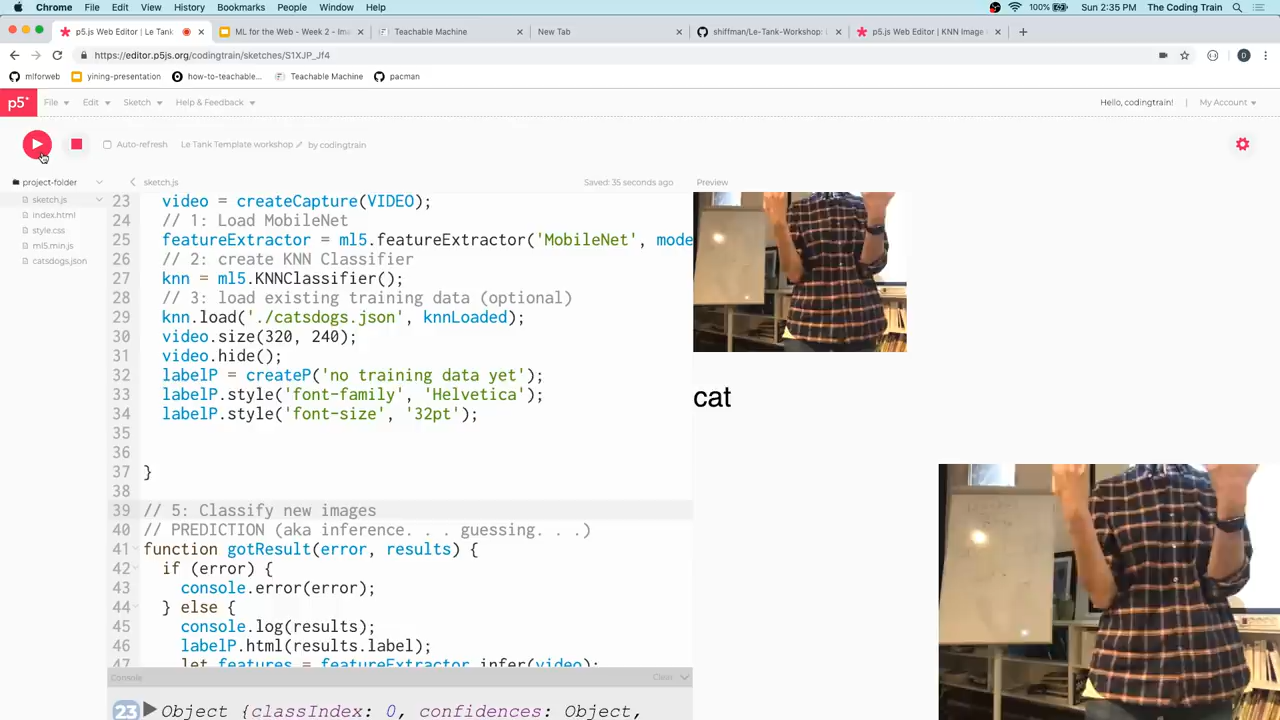 Chrome File Edit View History Bookmarks People Window Help 100% Sun 2:35 PM The Coding Train
p5.js Web Editor | Le Tank ML for the Web - Week 2 - Im Teachable Machine New Tab shiffman/Le-Tank-Workshop: p5.js Web Editor | KNN Image
https://editor.p5js.org/codingtrain/sketches/S1XJP_Jf4 D
mlforweb yining-presentation how-to-teachable... Teachable Machine pacman
p5* File Edit Sketch Help & Feedback Hello, codingtrain! | My Account
Auto-refresh Le Tank Template workshop by codingtrain
project-folder sketch.js Saved: 35 seconds ago Preview
sketch.js
index.html
style.css
ml5.min.js
catsdogs.json
23 video = createCapture(VIDEO);
24 // 1: Load MobileNet
25 featureExtractor = ml5.featureExtractor('MobileNet', mode
26 // 2: create KNN Classifier
27 knn = ml5.KNNClassifier();
28 // 3: load existing training data (optional)
29 knn.load('./catsdogs.json', knnLoaded);
30 video.size(320, 240);
31 video.hide();
32 labelP = createP('no training data yet');
33 labelP.style('font-family', 'Helvetica');
34 labelP.style('font-size', '32pt');
35
36
37 }
38
39 // 5: Classify new images
40 // PREDICTION (aka inference. . . guessing. . .)
41 function gotResult(error, results) {
42 if (error) {
43 console.error(error);
44 } else {
45 console.log(results);
46 labelP.html(results.label);
47 let features = featureExtractor.infer(video);
cat
Console Clear
23 Object {classIndex: 0, confidences: Object,